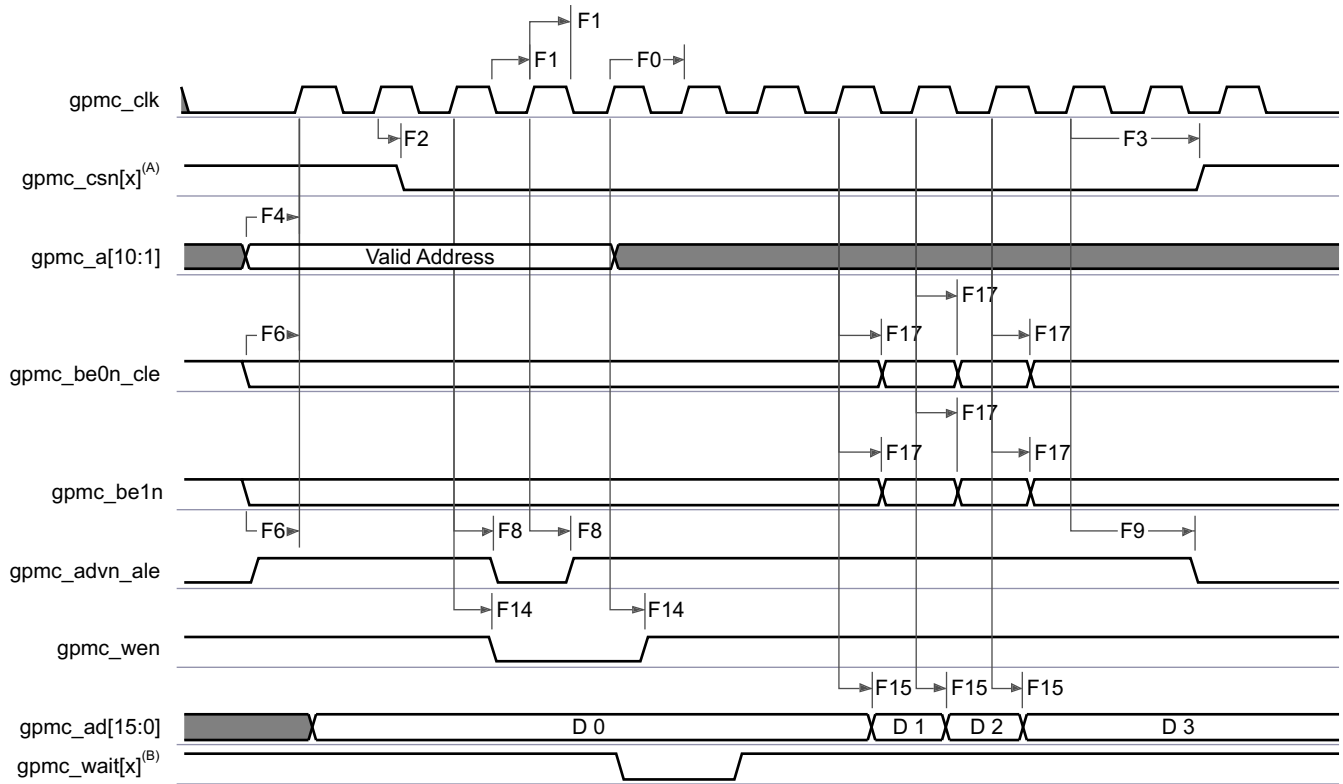 F1
F1
F0
gpmc_clk
F2
F3
gpmc_csn[x](A)
F4
gpmc_a[10:1]
Valid Address
F17
F6
F17
F17
gpmc_be0n_cle
F17
F17
F17
gpmc_be1n
F6
F8
F8
F9
gpmc_advn_ale
F14
F14
gpmc_wen
F15
F15
F15
gpmc_ad[15:0]
D 0
D 1
D 2
D 3
gpmc_wait[x](B)